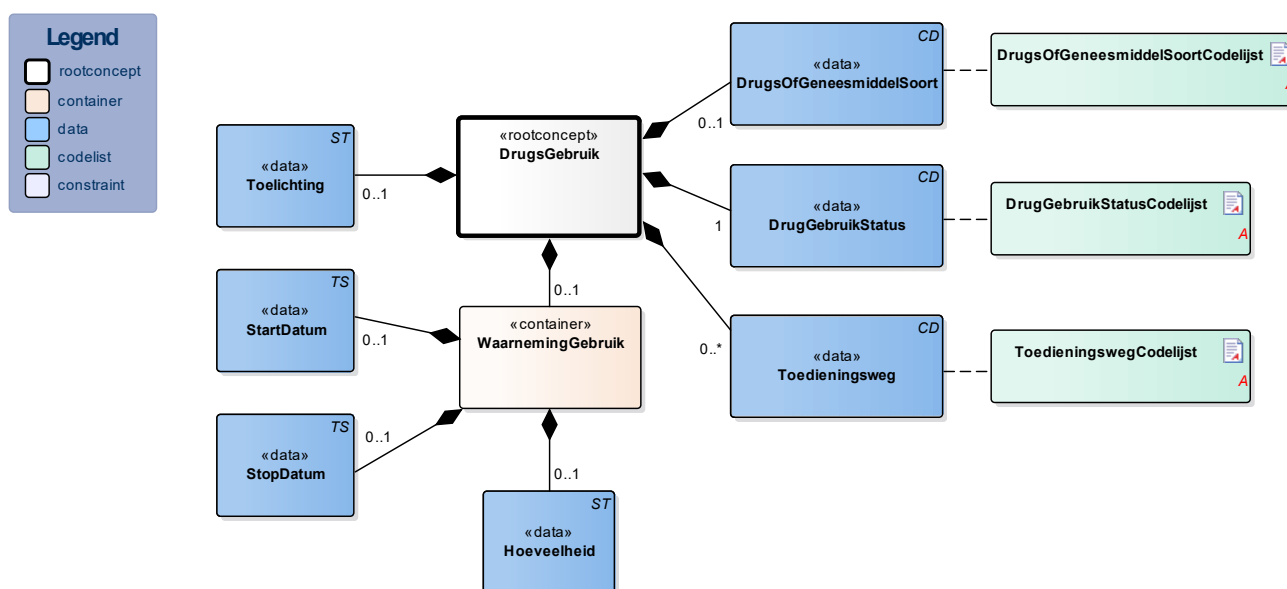 Legend
rootconcept
container
data
codelist
constraint
CD
«data»
DrugsOfGeneesmiddelSoort
0..1
DrugsOfGeneesmiddelSoortCodelijst
A
ST
«data»
Toelichting
0..1
«rootconcept»
DrugsGebruik
CD
«data»
DrugGebruikStatus
1
DrugGebruikStatusCodelijst
A
TS
«data»
StartDatum
0..1
0..1
«container»
WaarnemingGebruik
CD
«data»
Toedieningsweg
0..*
ToedieningswegCodelijst
A
TS
«data»
StopDatum
0..1
0..1
ST
«data»
Hoeveelheid